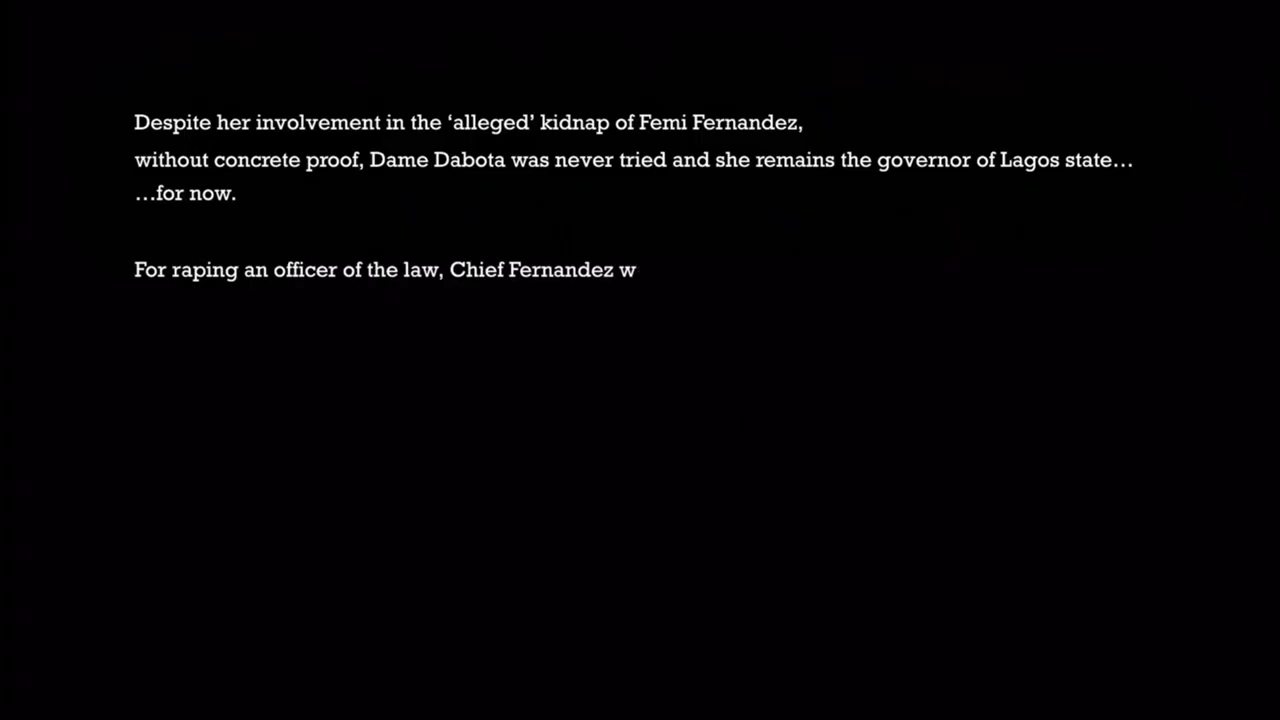 Despite her involvement in the ‘alleged’ kidnap of Femi Fernandez,
without concrete proof, Dame Dabota was never tried and she remains the governor of Lagos state…
…for now.
For raping an officer of the law, Chief Fernandez w